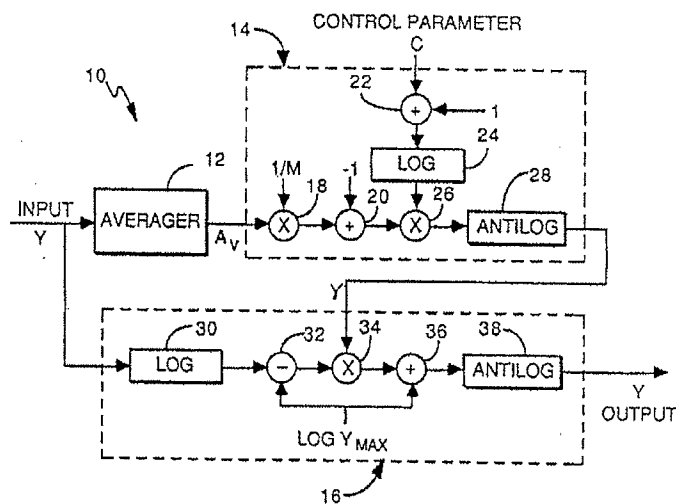 CONTROL PARAMETER
C
14
10
22
+
1
24
LOG
12
1/M
-1
28
INPUT
Y
AVERAGER
A_V
X
18
+
20
X
26
ANTILOG
γ
30
32
34
36
38
LOG
−
X
+
ANTILOG
Y
OUTPUT
LOG Y_MAX
16